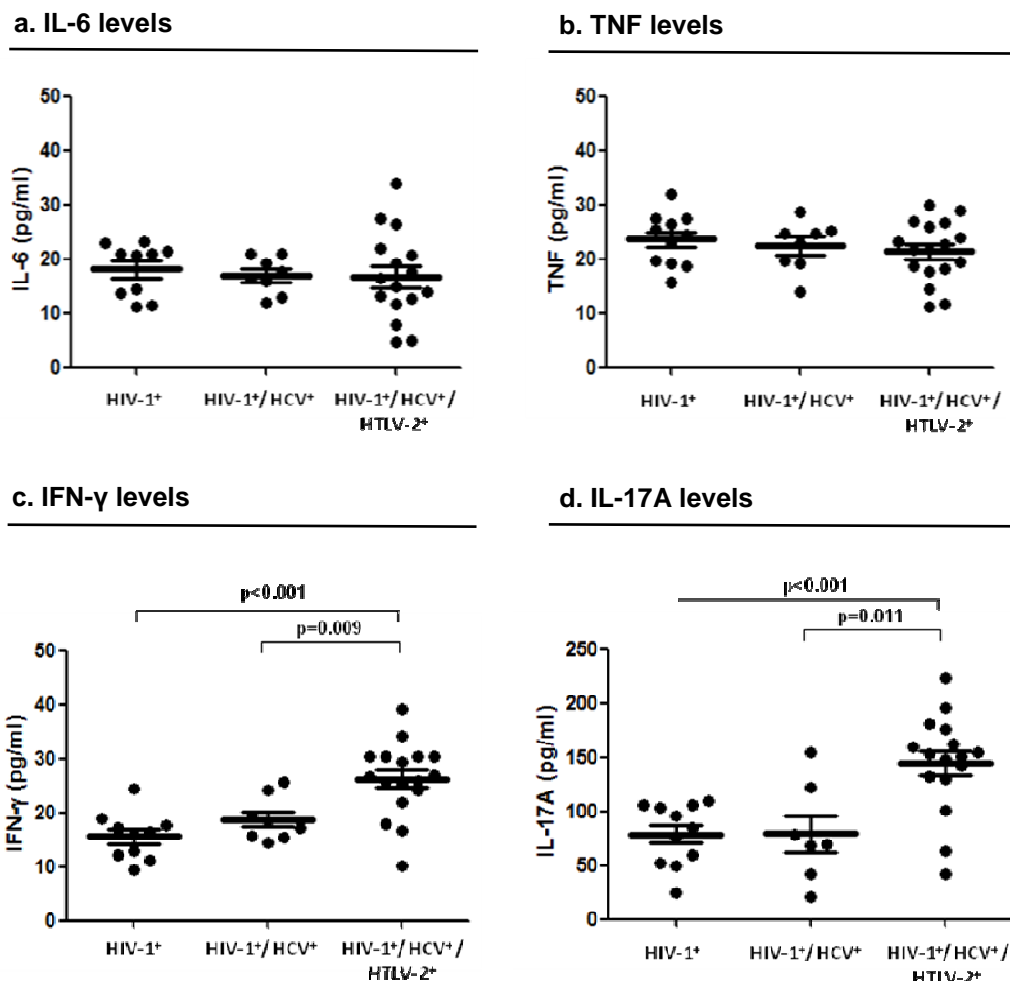 a. IL-6 levels
50
40
30
20
10
0
IL-6 (pg/ml)
HIV-1⁺
HIV-1⁺/HCV⁺
HIV-1⁺/HCV⁺/
HTLV-2⁺
b. TNF levels
50
40
30
20
10
0
TNF (pg/ml)
HIV-1⁺
HIV-1⁺/HCV⁺
HIV-1⁺/HCV⁺/
HTLV-2⁺
c. IFN-γ levels
p<0.001
p=0.009
50
40
30
20
10
0
IFN-γ (pg/ml)
HIV-1⁺
HIV-1⁺/HCV⁺
HIV-1⁺/HCV⁺/
HTLV-2⁺
d. IL-17A levels
p<0.001
p=0.011
250
200
150
100
50
0
IL-17A (pg/ml)
HIV-1⁺
HIV-1⁺/HCV⁺
HIV-1⁺/HCV⁺/
HTLV-2⁺